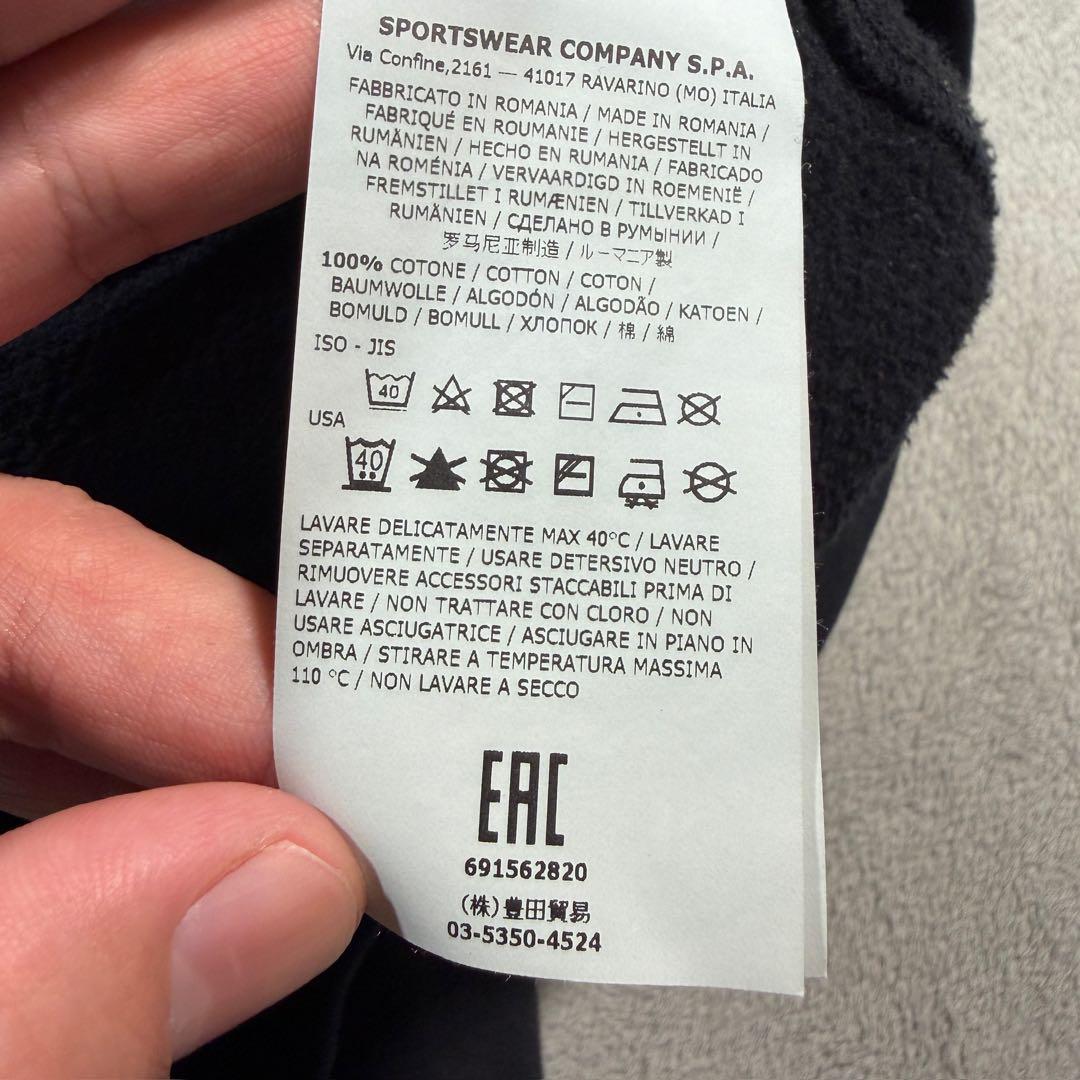 SPORTSWEAR COMPANY S.P.A.
Via Confine,2161 — 41017 RAVARINO (MO) ITALIA
FABBRICATO IN ROMANIA / MADE IN ROMANIA /
FABRIQUÉ EN ROUMANIE / HERGESTELLT IN
RUMÄNIEN / HECHO EN RUMANIA / FABRICADO
NA ROMÉNIA / VERVAARDIGD IN ROEMENIË /
FREMSTILLET I RUMÆNIEN / TILLVERKAD I
RUMÄNIEN / СДЕЛАНО В РУМЫНИИ /
罗马尼亚制造 / ルーマニア製
100% COTONE / COTTON / COTON /
BAUMWOLLE / ALGODÓN / ALGODÃO / KATOEN /
BOMULD / BOMULL / ХЛОПОК / 棉 / 綿
ISO - JIS
40
USA
40
LAVARE DELICATAMENTE MAX 40°C / LAVARE
SEPARATAMENTE / USARE DETERSIVO NEUTRO /
RIMUOVERE ACCESSORI STACCABILI PRIMA DI
LAVARE / NON TRATTARE CON CLORO / NON
USARE ASCIUGATRICE / ASCIUGARE IN PIANO IN
OMBRA / STIRARE A TEMPERATURA MASSIMA
110 °C / NON LAVARE A SECCO
EAC
691562820
(株)豊田貿易
03-5350-4524